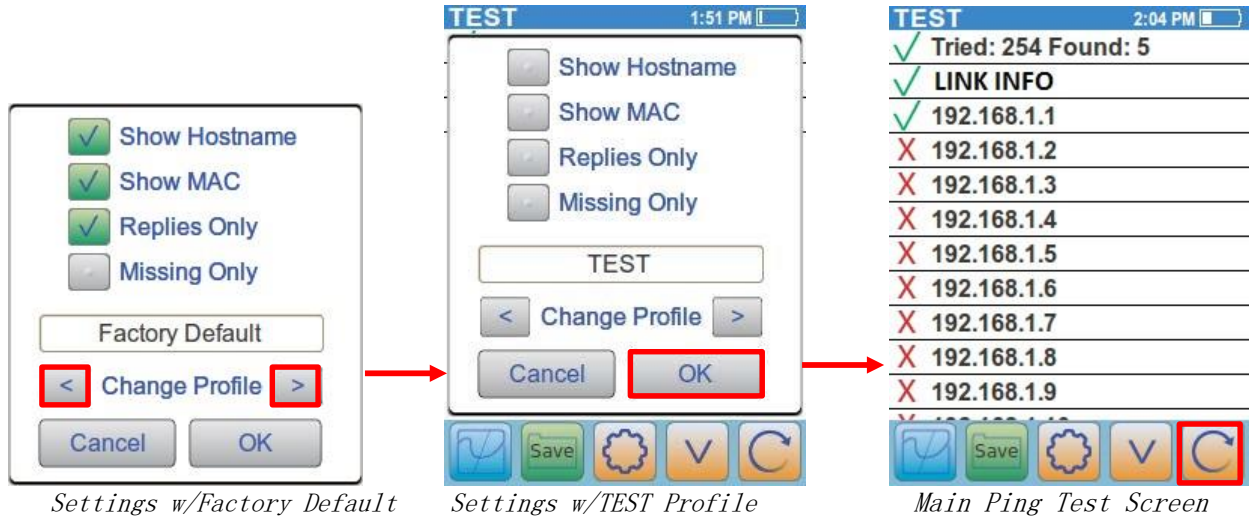 Show Hostname
Show MAC
Replies Only
Missing Only
Factory Default
< Change Profile >
Cancel OK
Settings w/Factory Default
TEST 1:51 PM
Show Hostname
Show MAC
Replies Only
Missing Only
TEST
< Change Profile >
Cancel OK
Save
Settings w/TEST Profile
TEST 2:04 PM
Tried: 254 Found: 5
LINK INFO
192.168.1.1
192.168.1.2
192.168.1.3
192.168.1.4
192.168.1.5
192.168.1.6
192.168.1.7
192.168.1.8
192.168.1.9
Save
Main Ping Test Screen